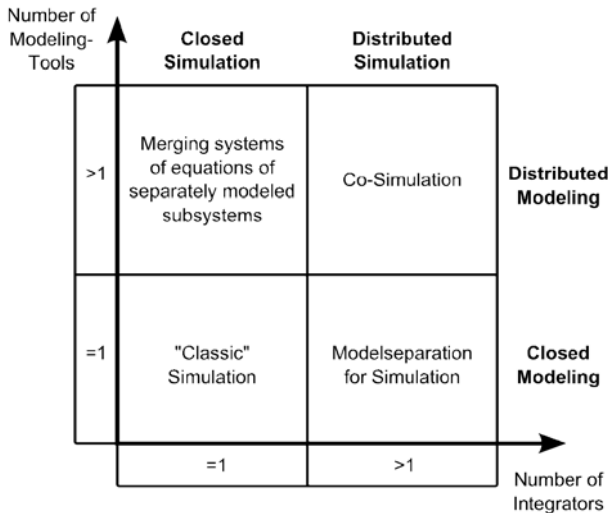 Number of
Modeling-
Tools
Closed
Simulation
Distributed
Simulation
>1
Merging systems
of equations of
separately modeled
subsystems
Co-Simulation
Distributed
Modeling
=1
"Classic"
Simulation
Modelseparation
for Simulation
Closed
Modeling
=1
>1
Number of
Integrators